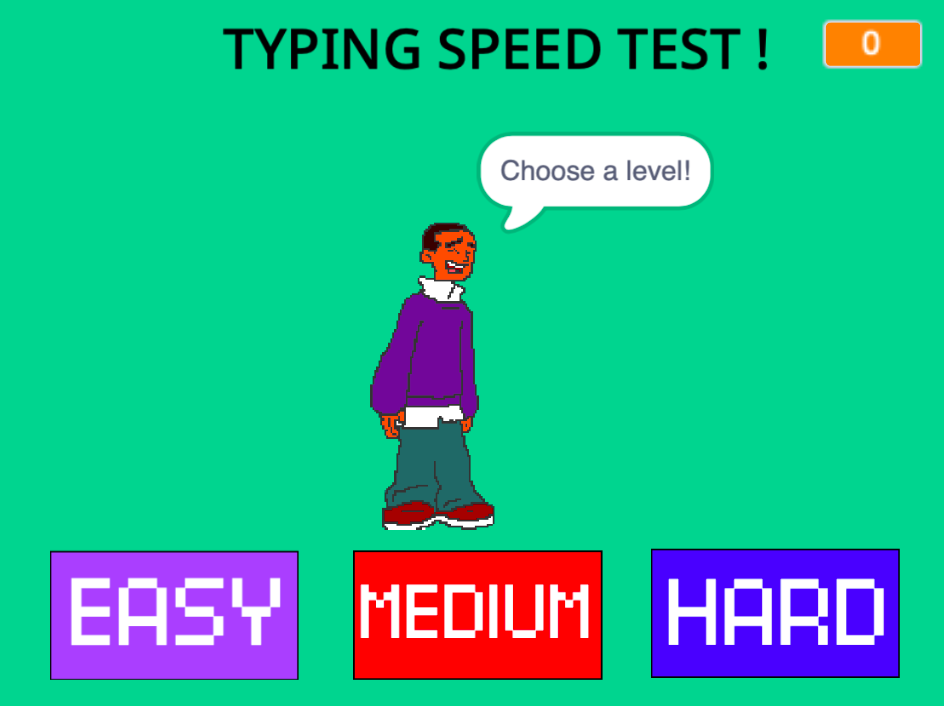 TYPING SPEED TEST !
0
Choose a level!
EASY
MEDIUM
HARD